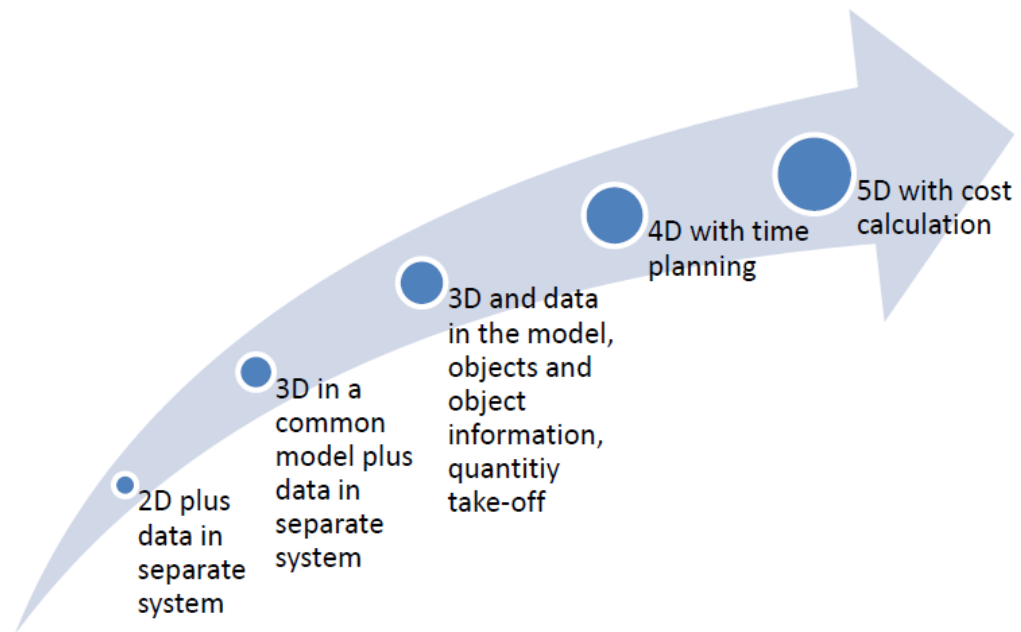 2D plus
data in
separate
system
3D in a
common
model plus
data in
separate
system
3D and data
in the model,
objects and
object
information,
quantitiy
take-off
4D with time
planning
5D with cost
calculation